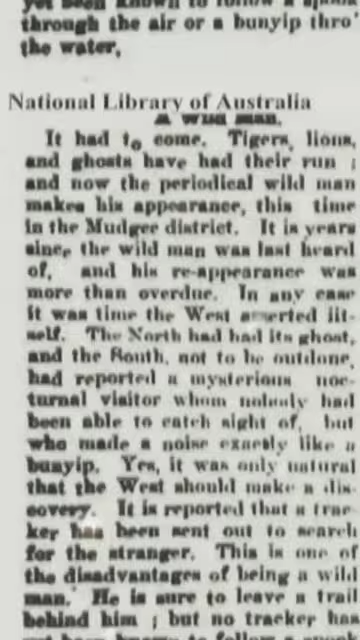 yet been known to follow a spook
through the air or a bunyip thro'
the water,
National Library of Australia
A WILD MAN.
It had to come. Tigers, lions,
and ghosts have had their run ;
and now the periodical wild man
makes his appearance, this time
in the Mudgee district. It is years
since the wild man was last heard
of, and his re-appearance was
more than overdue. In any case
it was time the West asserted iit-
self. The North had had its ghost,
and the South, not to be outdone,
had reported a mysterious noc-
turnal visitor whom nobody had
been able to catch sight of, but
who made a noise exactly like a
bunyip. Yes, it was only natural
that the West should make a dis-
covery. It is reported that a trac-
ker has been sent out to search
for the stranger. This is one of
the disadvantages of being a wild
man. He is sure to leave a trail
behind him ; but no tracker has
yet been known to follow a spook